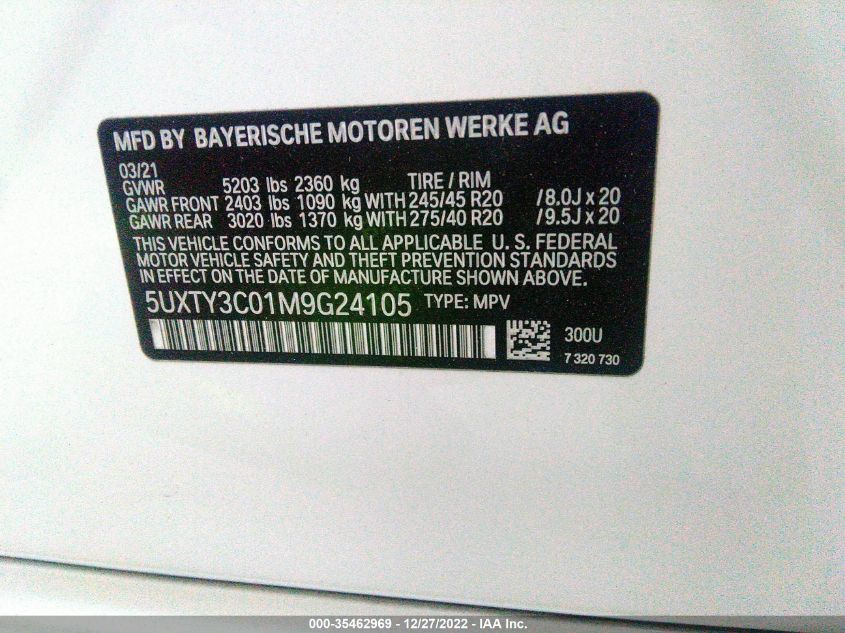 MFD BY BAYERISCHE MOTOREN WERKE AG
03/21
GVWR 5203 lbs 2360 kg TIRE / RIM
GAWR FRONT 2403 lbs 1090 kg WITH 245/45 R20 /8.0J x 20
GAWR REAR 3020 lbs 1370 kg WITH 275/40 R20 /9.5J x 20
THIS VEHICLE CONFORMS TO ALL APPLICABLE U. S. FEDERAL
MOTOR VEHICLE SAFETY AND THEFT PREVENTION STANDARDS
IN EFFECT ON THE DATE OF MANUFACTURE SHOWN ABOVE.
5UXTY3C01M9G24105 TYPE: MPV
300U
7 320 730
000-35462969 - 12/27/2022 - IAA Inc.